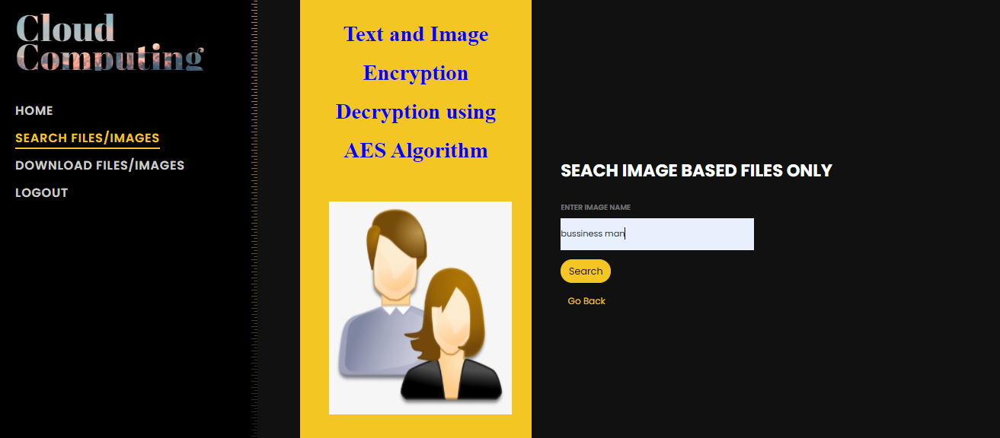 Cloud
Computing
HOME
SEARCH FILES/IMAGES
DOWNLOAD FILES/IMAGES
LOGOUT
Text and Image
Encryption
Decryption using
AES Algorithm
SEACH IMAGE BASED FILES ONLY
ENTER IMAGE NAME
bussiness man
Search
Go Back